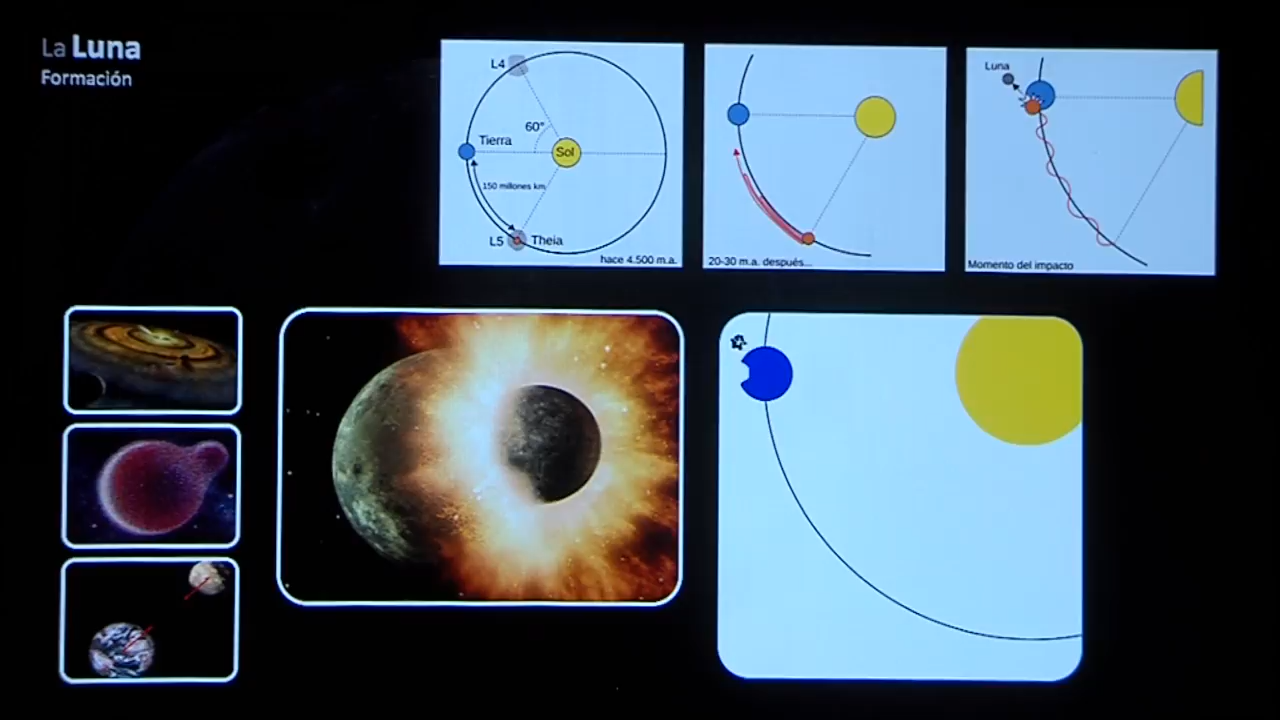 La Luna
Formación
L4
60°
Tierra
Sol
150 millones km
L5
Theia
hace 4.500 m.a.
20-30 m.a. después...
Luna
Momento del impacto